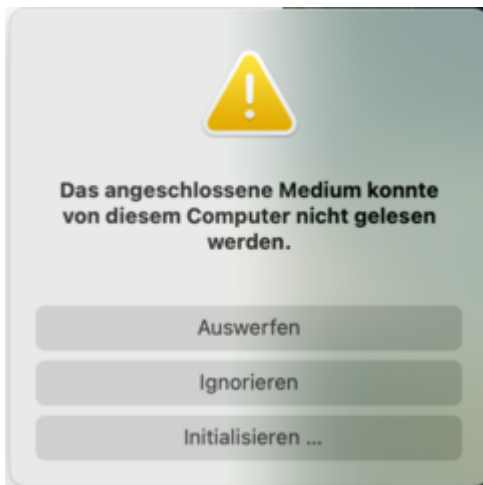 Das angeschlossene Medium konnte
von diesem Computer nicht gelesen
werden.
Auswerfen
Ignorieren
Initialisieren ...